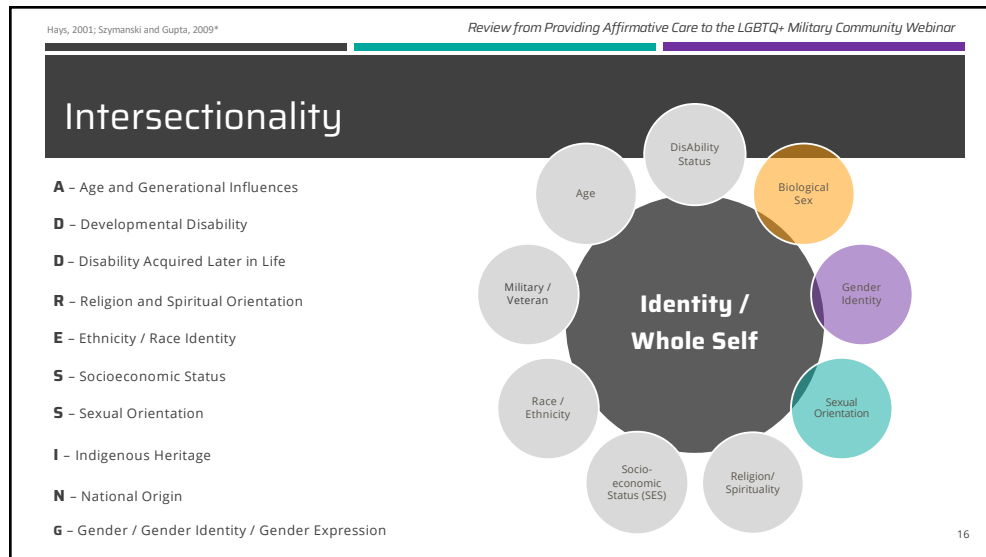 Hays, 2001; Szymanski and Gupta, 2009*
Review from Providing Affirmative Care to the LGBTQ+ Military Community Webinar
Intersectionality
A – Age and Generational Influences
D – Developmental Disability
D – Disability Acquired Later in Life
R – Religion and Spiritual Orientation
E – Ethnicity / Race Identity
S – Socioeconomic Status
S – Sexual Orientation
I – Indigenous Heritage
N – National Origin
G – Gender / Gender Identity / Gender Expression
DisAbility
Status
Biological
Sex
Gender
Identity
Sexual
Orientation
Religion/
Spirituality
Socio-
economic
Status (SES)
Race /
Ethnicity
Military /
Veteran
Age
Identity /
Whole Self
16